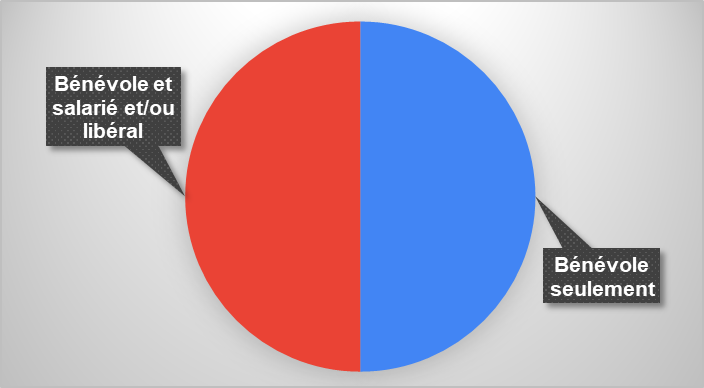 Bénévole et
salarié et/ou
libéral
Bénévole
seulement